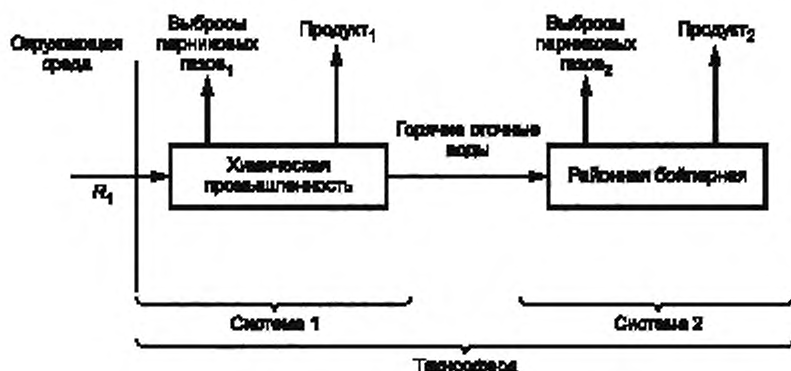 Окружающая
среда
Выбросы
парниковых
газов₁
Продукт₁
Выбросы
парниковых
газов₂
Продукт₂
Горячие сточные
воды
R₁
Химическая
промышленность
Районная бойлерная
Система 1
Система 2
Техносфера